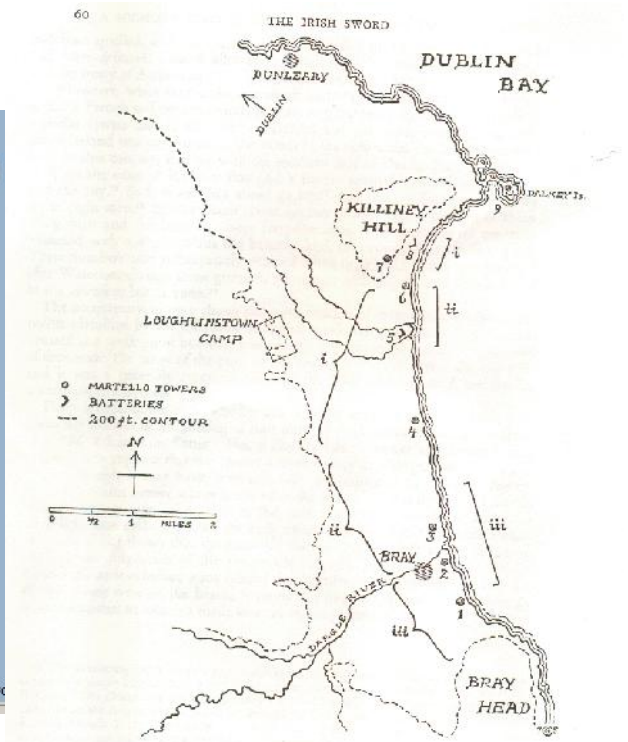 60
THE IRISH SWORD
DUBLIN
BAY
DUNLEARY
DUBLIN
DALKEY Is.
9
KILLINEY
HILL
8
i
7
6
ii
LOUGHLINSTOWN
CAMP
5
i
MARTELLO TOWERS
BATTERIES
200 ft. CONTOUR
4
N
0 ½ 1 MILES 2
iii
3
ii
BRAY
2
DARGLE RIVER
1
iii
BRAY
HEAD